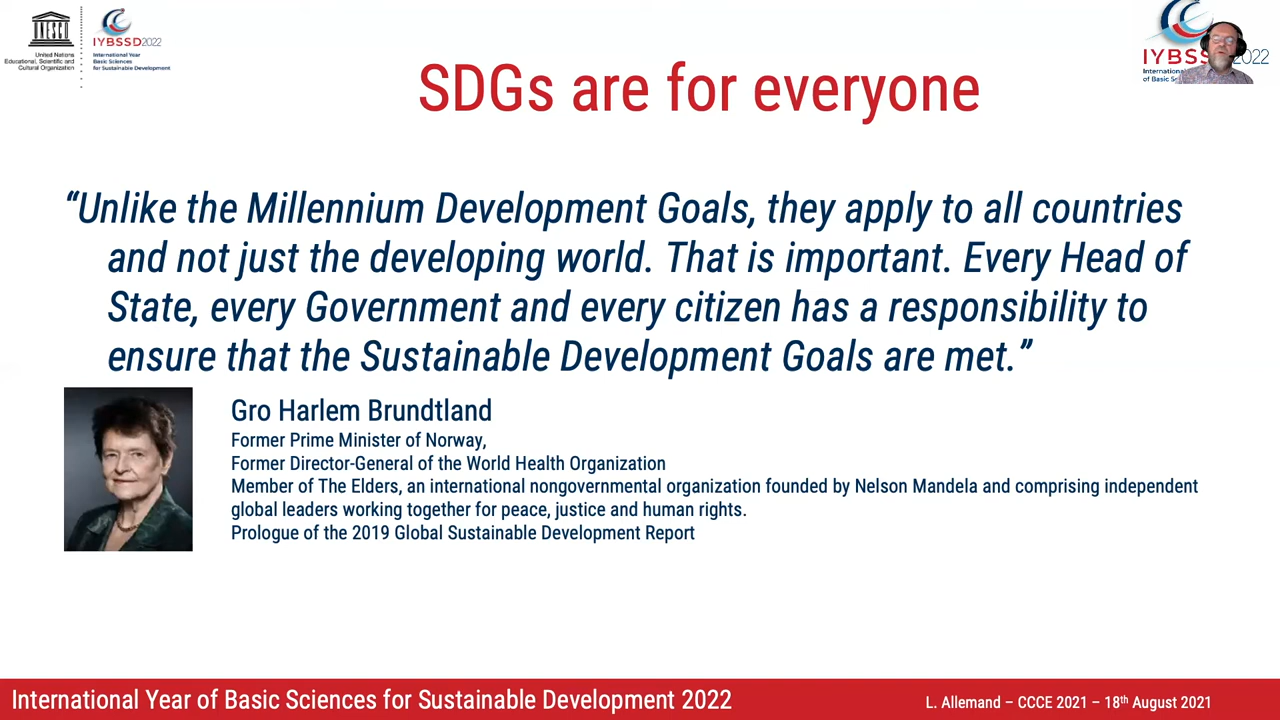 UNESCO
United Nations
Educational, Scientific and
Cultural Organization
IYBSSD2022
International Year
Basic Sciences
for Sustainable Development
IYBSS 2022
International
of Basic
SDGs are for everyone
“Unlike the Millennium Development Goals, they apply to all countries
and not just the developing world. That is important. Every Head of
State, every Government and every citizen has a responsibility to
ensure that the Sustainable Development Goals are met.”
Gro Harlem Brundtland
Former Prime Minister of Norway,
Former Director-General of the World Health Organization
Member of The Elders, an international nongovernmental organization founded by Nelson Mandela and comprising independent
global leaders working together for peace, justice and human rights.
Prologue of the 2019 Global Sustainable Development Report
International Year of Basic Sciences for Sustainable Development 2022
L. Allemand – CCCE 2021 – 18th August 2021